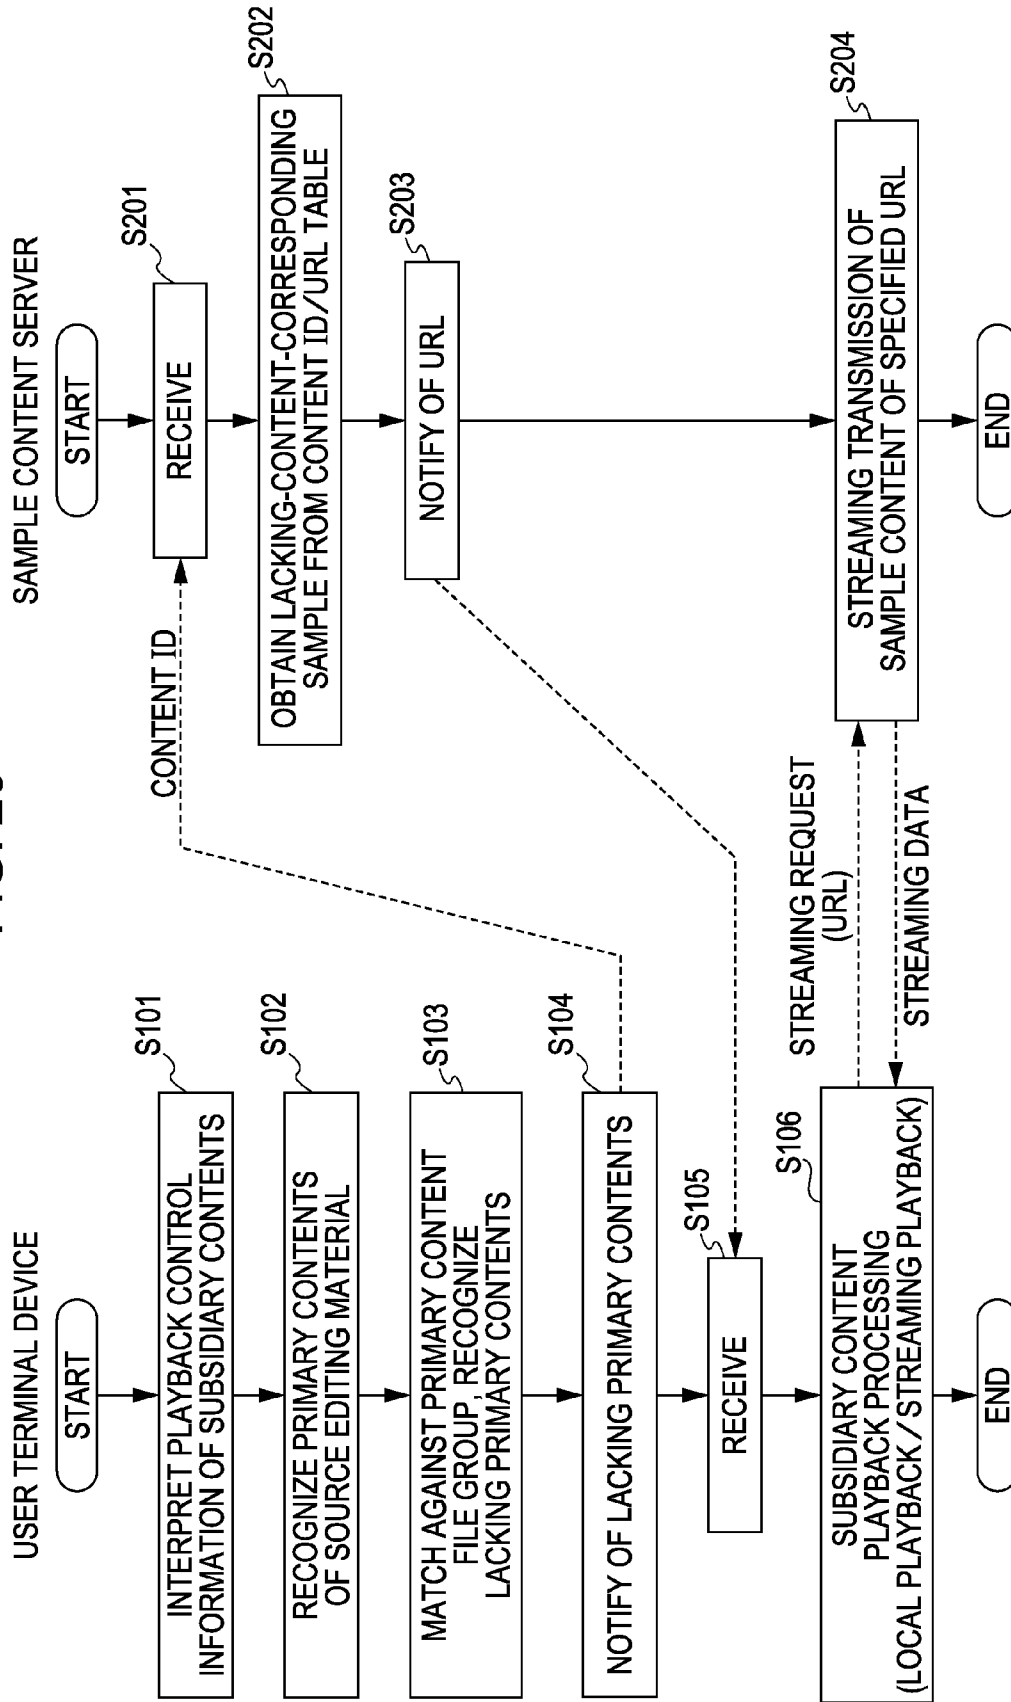 USER TERMINAL DEVICE
START
S101
INTERPRET PLAYBACK CONTROL
INFORMATION OF SUBSIDIARY CONTENTS
S102
RECOGNIZE PRIMARY CONTENTS
OF SOURCE EDITING MATERIAL
S103
MATCH AGAINST PRIMARY CONTENT
FILE GROUP, RECOGNIZE
LACKING PRIMARY CONTENTS
S104
NOTIFY OF LACKING PRIMARY CONTENTS
S105
RECEIVE
S106
SUBSIDIARY CONTENT
PLAYBACK PROCESSING
(LOCAL PLAYBACK/STREAMING PLAYBACK)
END
CONTENT ID
STREAMING REQUEST
(URL)
STREAMING DATA
SAMPLE CONTENT SERVER
START
S201
RECEIVE
S202
OBTAIN LACKING-CONTENT-CORRESPONDING
SAMPLE FROM CONTENT ID/URL TABLE
S203
NOTIFY OF URL
S204
STREAMING TRANSMISSION OF
SAMPLE CONTENT OF SPECIFIED URL
END